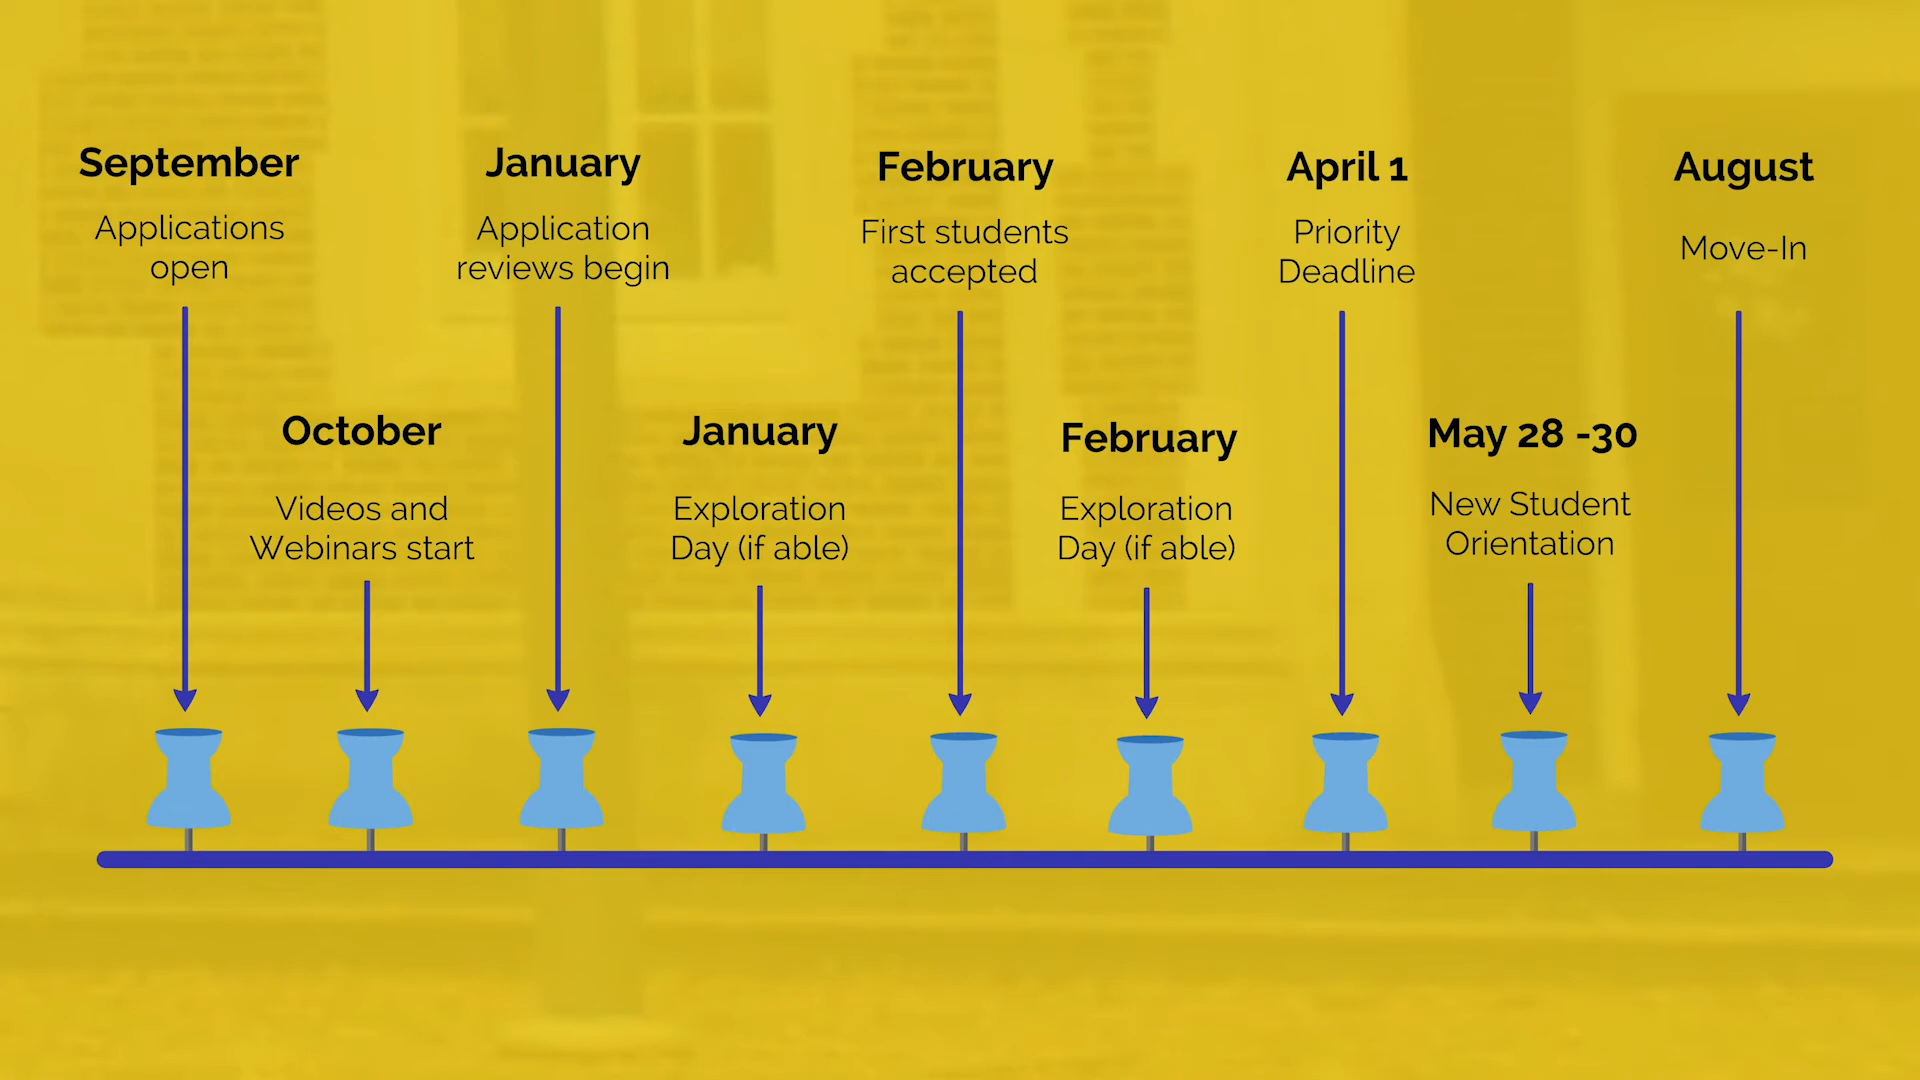 September
Applications
open
October
Videos and
Webinars start
January
Application
reviews begin
January
Exploration
Day (if able)
February
First students
accepted
February
Exploration
Day (if able)
April 1
Priority
Deadline
May 28 -30
New Student
Orientation
August
Move-In